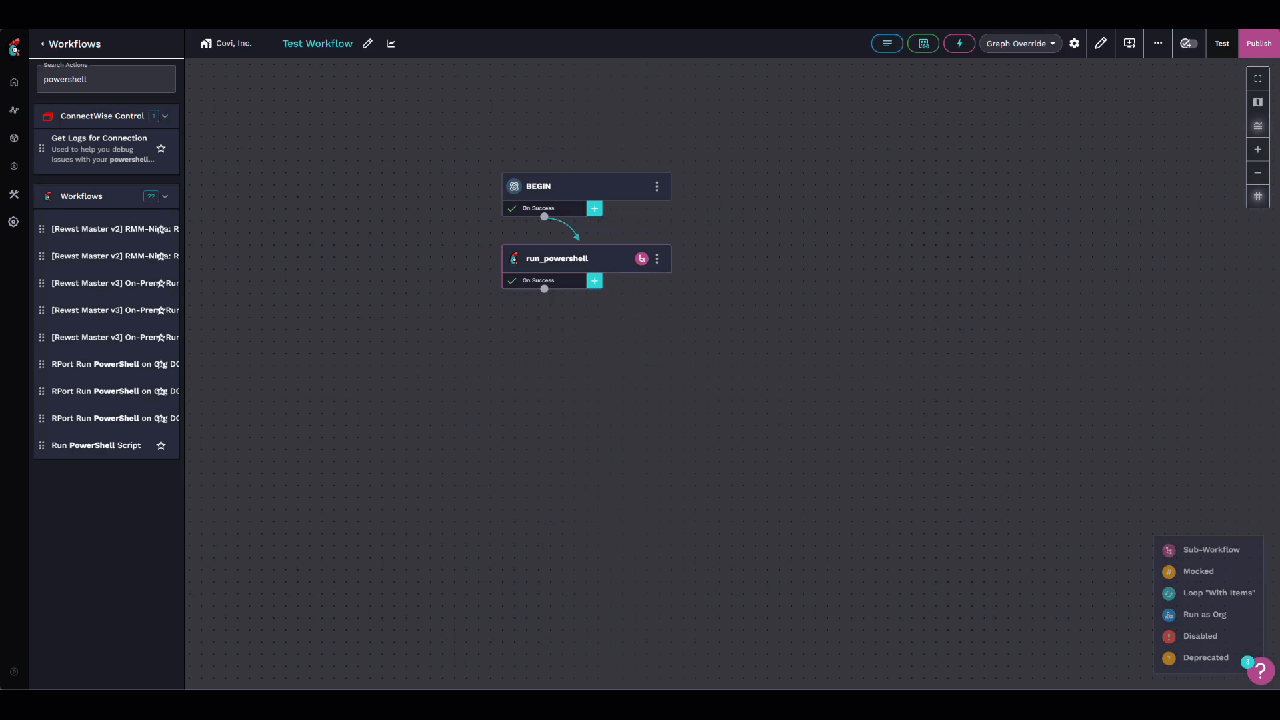 Workflows
Covi, Inc.
Test Workflow
Graph Override
Test
Publish
Search Actions
powershell
ConnectWise Control
1
Get Logs for Connection
Used to help you debug
issues with your powershell...
Workflows
[Rewst Master v2] RMM-Ninja: R
[Rewst Master v2] RMM-Ninja: R
[Rewst Master v3] On-Prem: Run
[Rewst Master v3] On-Prem: Run
[Rewst Master v3] On-Prem: Run
RPort Run PowerShell on Org DC
RPort Run PowerShell on Org DC
RPort Run PowerShell on Org DC
Run PowerShell Script
BEGIN
On Success
run_powershell
On Success
Sub-Workflow
Mocked
Loop "With Items"
Run as Org
Disabled
Deprecated
?